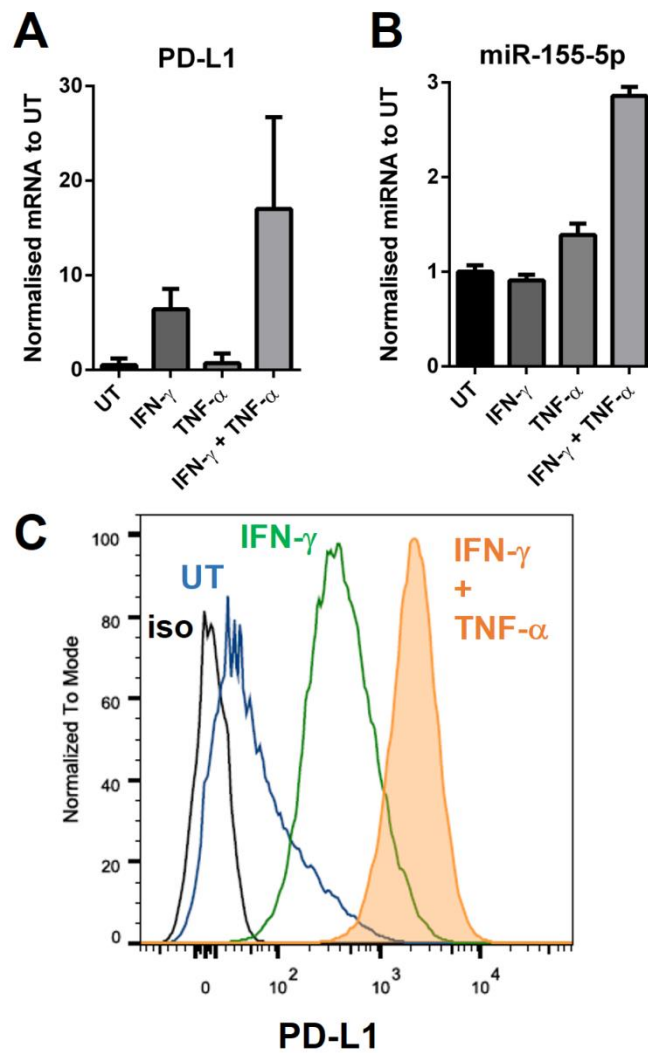 A
PD-L1
Normalised mRNA to UT
30
20
10
0
UT
IFN-γ
TNF-α
IFN-γ + TNF-α
B
miR-155-5p
Normalised miRNA to UT
3
2
1
0
UT
IFN-γ
TNF-α
IFN-γ + TNF-α
C
iso
UT
IFN-γ
IFN-γ
+
TNF-α
Normalized To Mode
100
80
60
40
20
0
0
10²
10³
10⁴
PD-L1